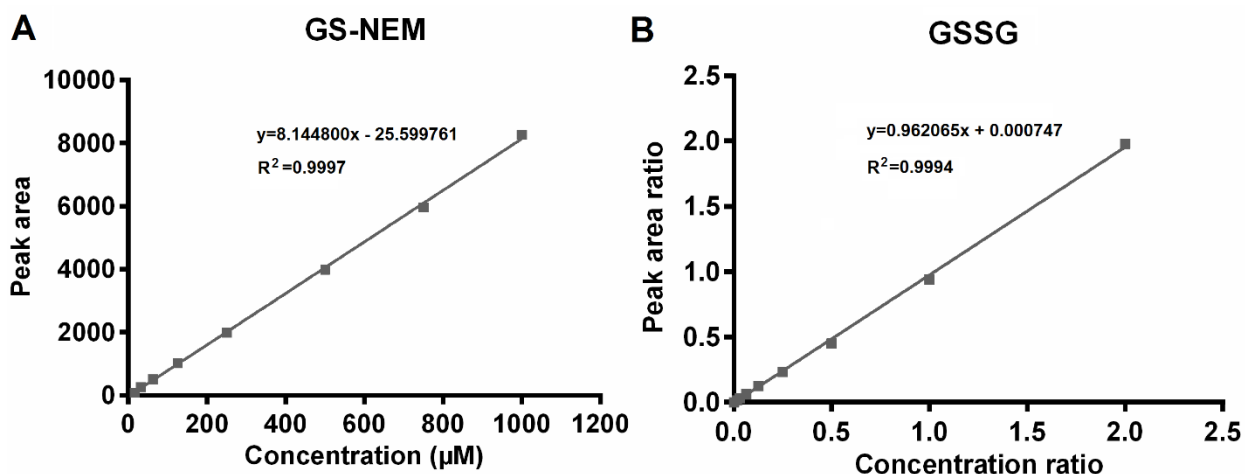 A
GS-NEM
Peak area
10000
8000
6000
4000
2000
0
y=8.144800x - 25.599761
R²=0.9997
0 200 400 600 800 1000 1200
Concentration (µM)
B
GSSG
Peak area ratio
2.5
2.0
1.5
1.0
0.5
0.0
y=0.962065x + 0.000747
R²=0.9994
0.0 0.5 1.0 1.5 2.0 2.5
Concentration ratio